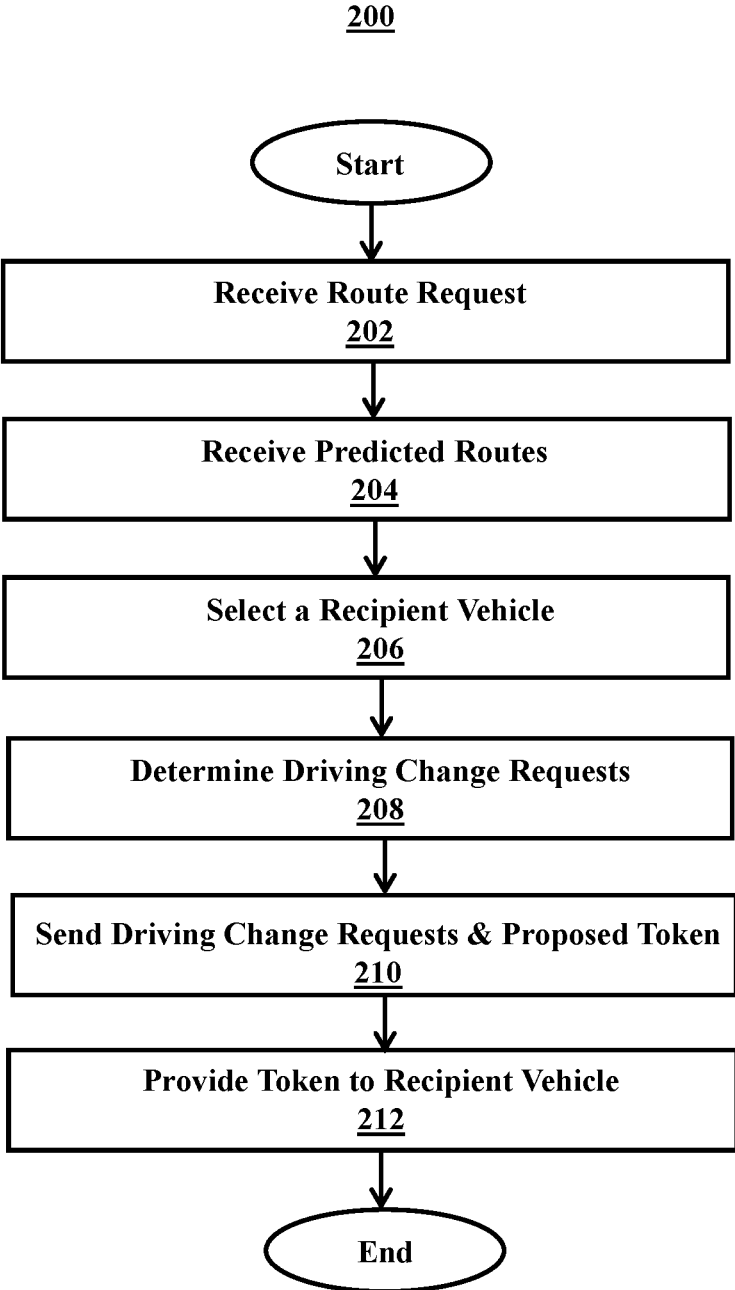 200
Start
Receive Route Request
202
Receive Predicted Routes
204
Select a Recipient Vehicle
206
Determine Driving Change Requests
208
Send Driving Change Requests & Proposed Token
210
Provide Token to Recipient Vehicle
212
End